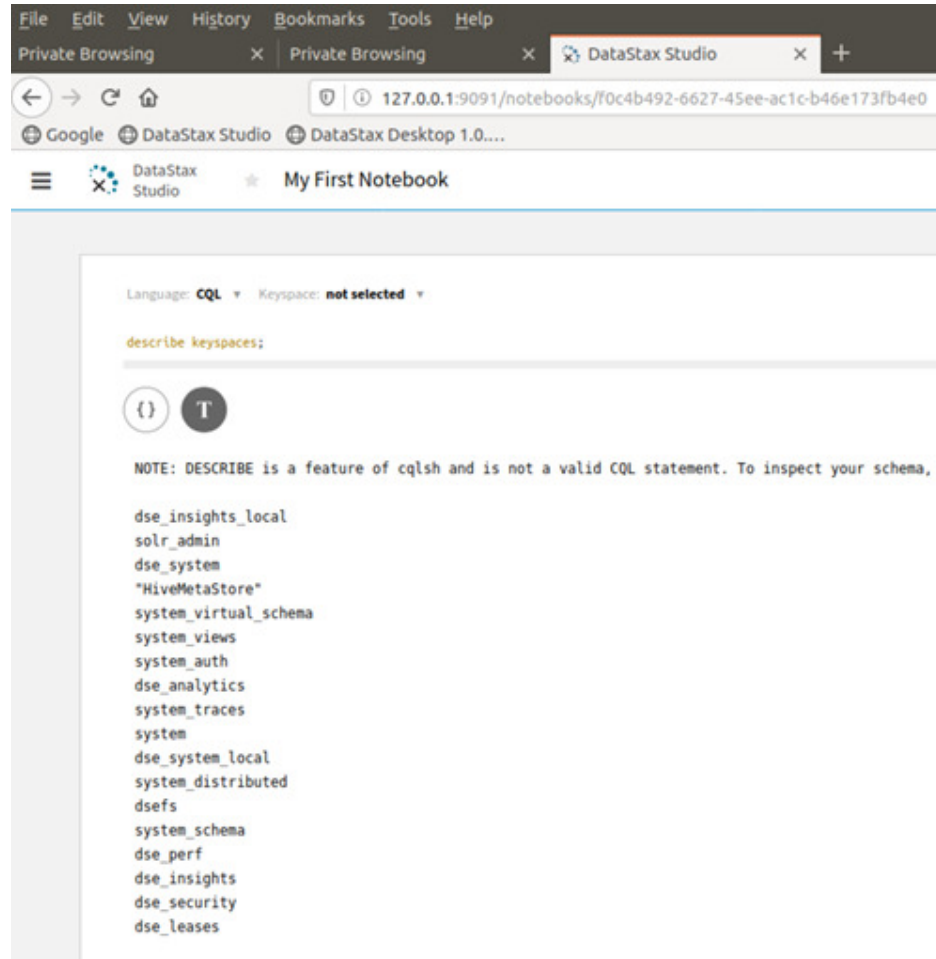 File Edit View History Bookmarks Tools Help
Private Browsing × Private Browsing × DataStax Studio × +
127.0.0.1:9091/notebooks/f0c4b492-6627-45ee-ac1c-b46e173fb4e0
Google DataStax Studio DataStax Desktop 1.0....
DataStax
Studio
My First Notebook
Language: CQL ▾ Keyspace: not selected ▾
describe keyspaces;
{} T
NOTE: DESCRIBE is a feature of cqlsh and is not a valid CQL statement. To inspect your schema,
dse_insights_local
solr_admin
dse_system
"HiveMetaStore"
system_virtual_schema
system_views
system_auth
dse_analytics
system_traces
system
dse_system_local
system_distributed
dsefs
system_schema
dse_perf
dse_insights
dse_security
dse_leases